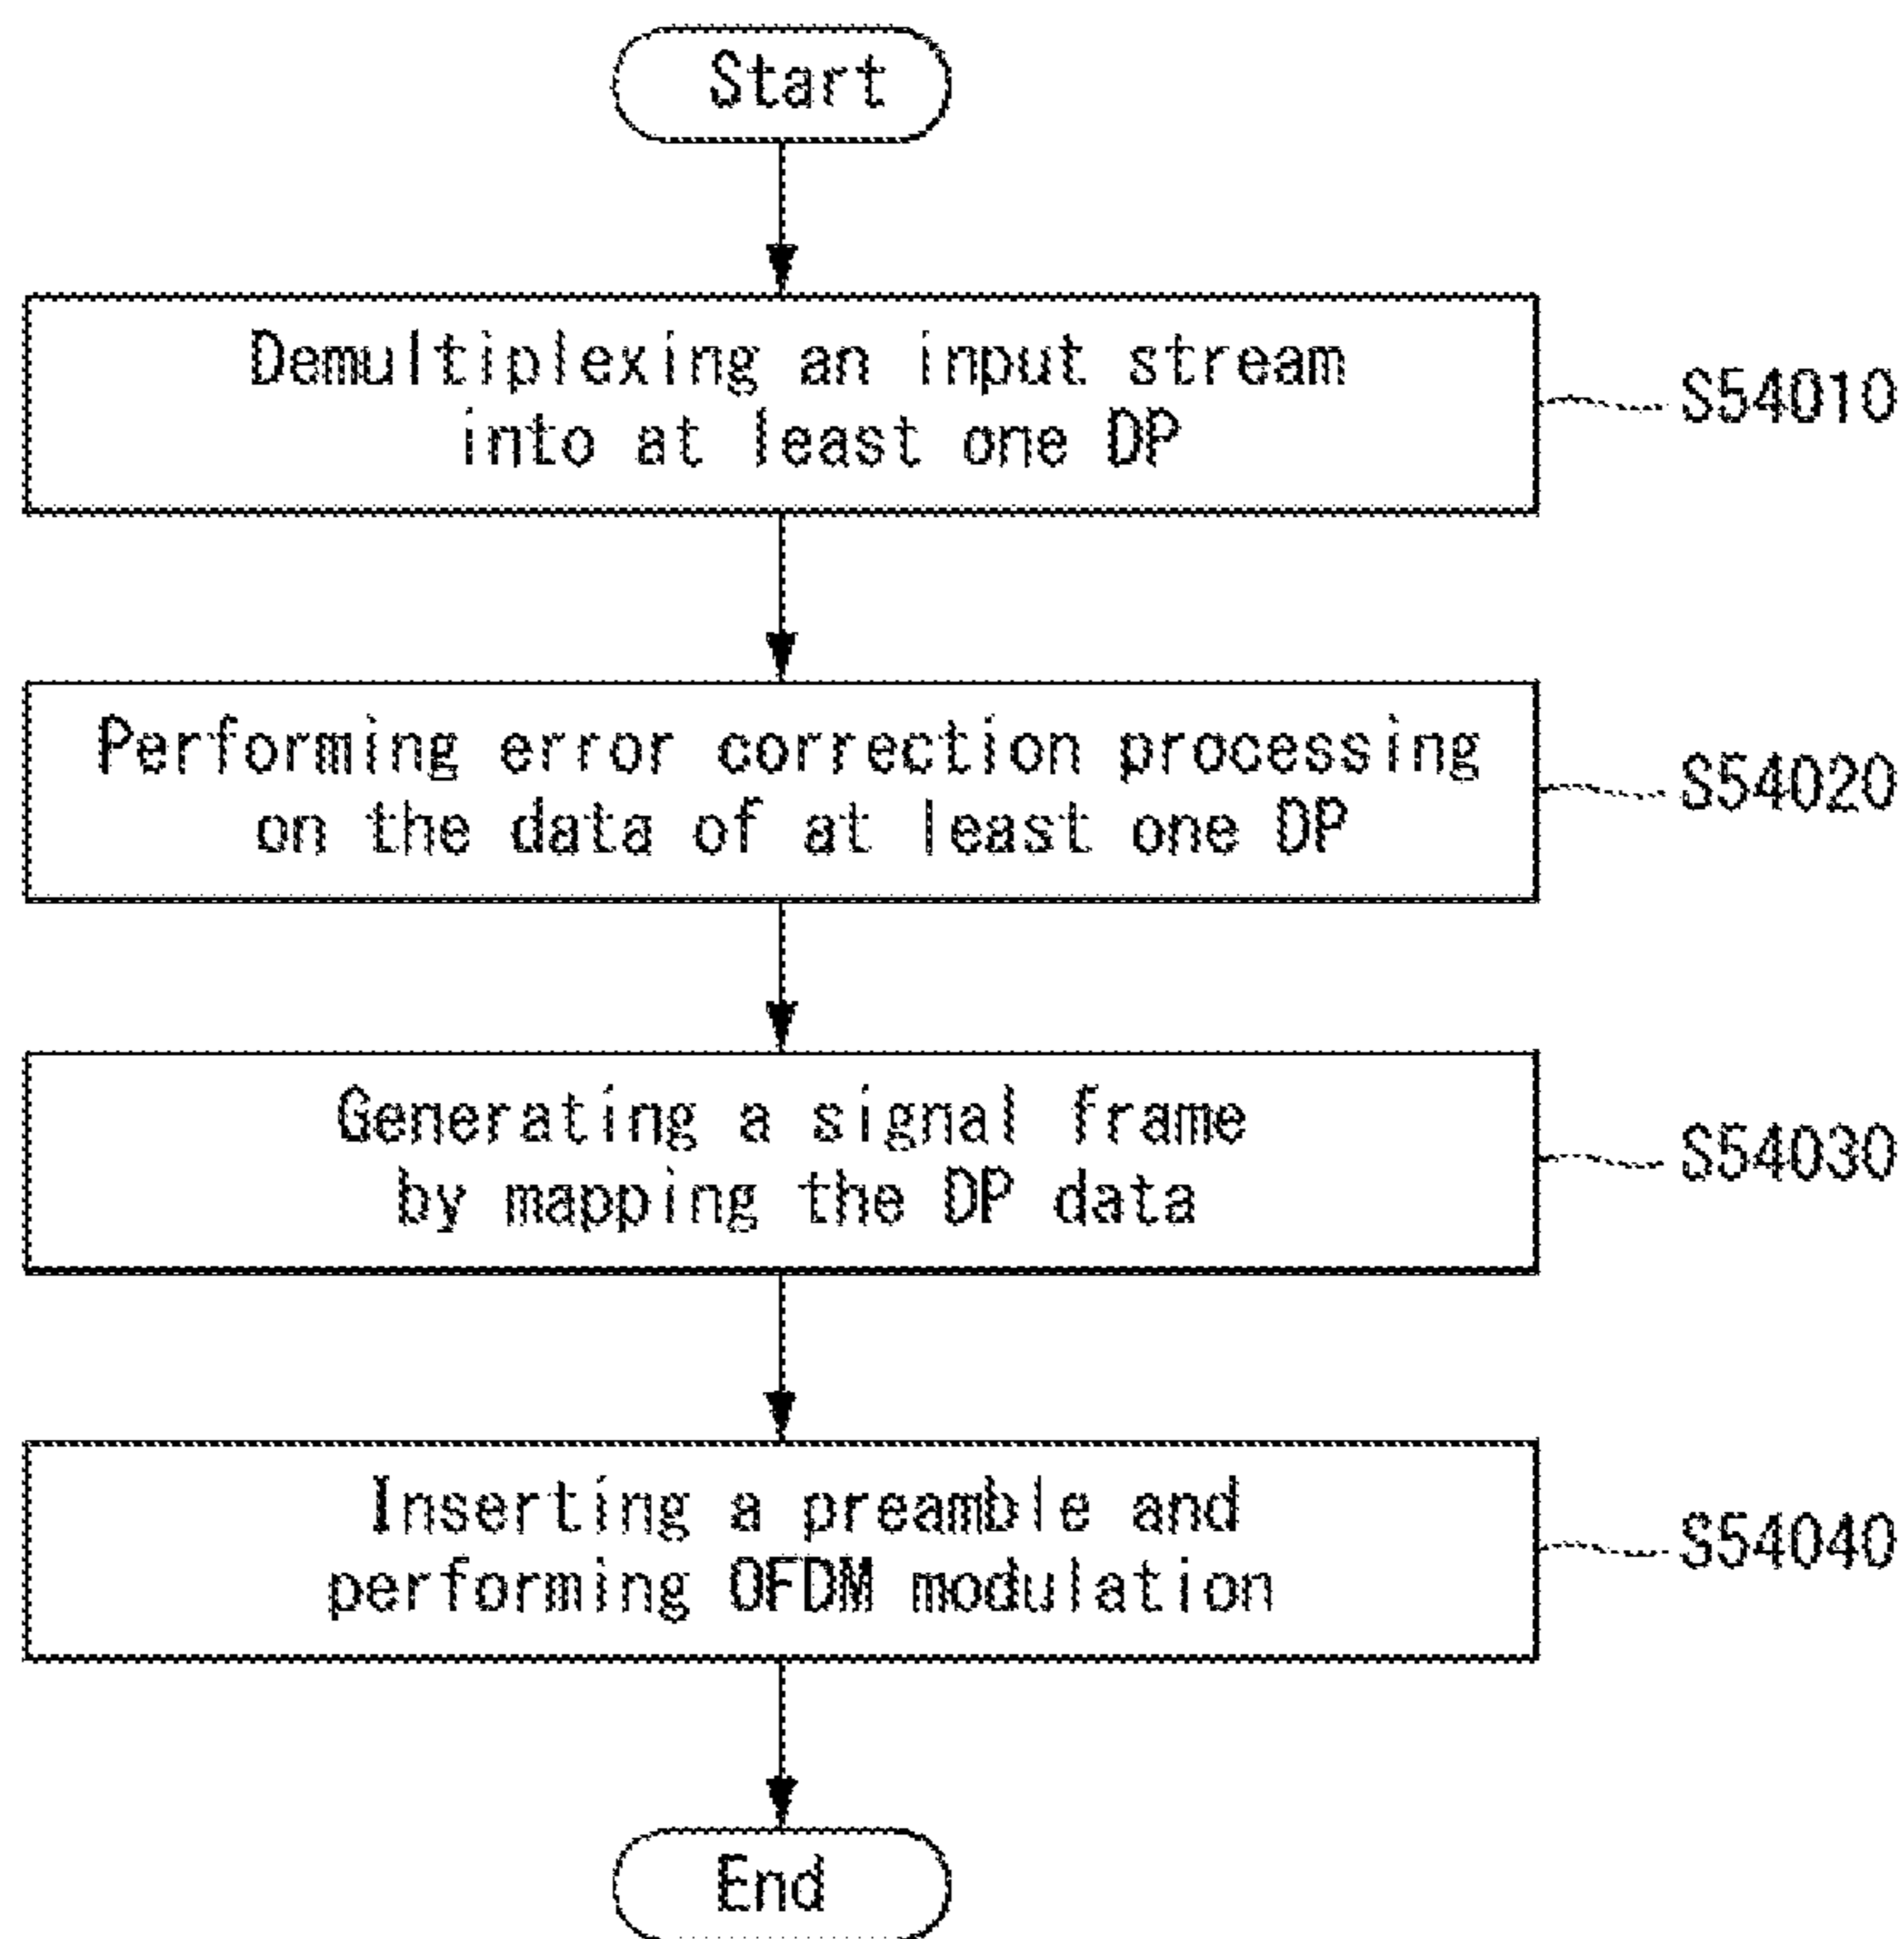 Start
Demultiplexing an input stream
into at least one DP
S54010
Performing error correction processing
on the data of at least one DP
S54020
Generating a signal frame
by mapping the DP data
S54030
Inserting a preamble and
performing OFDM modulation
S54040
End